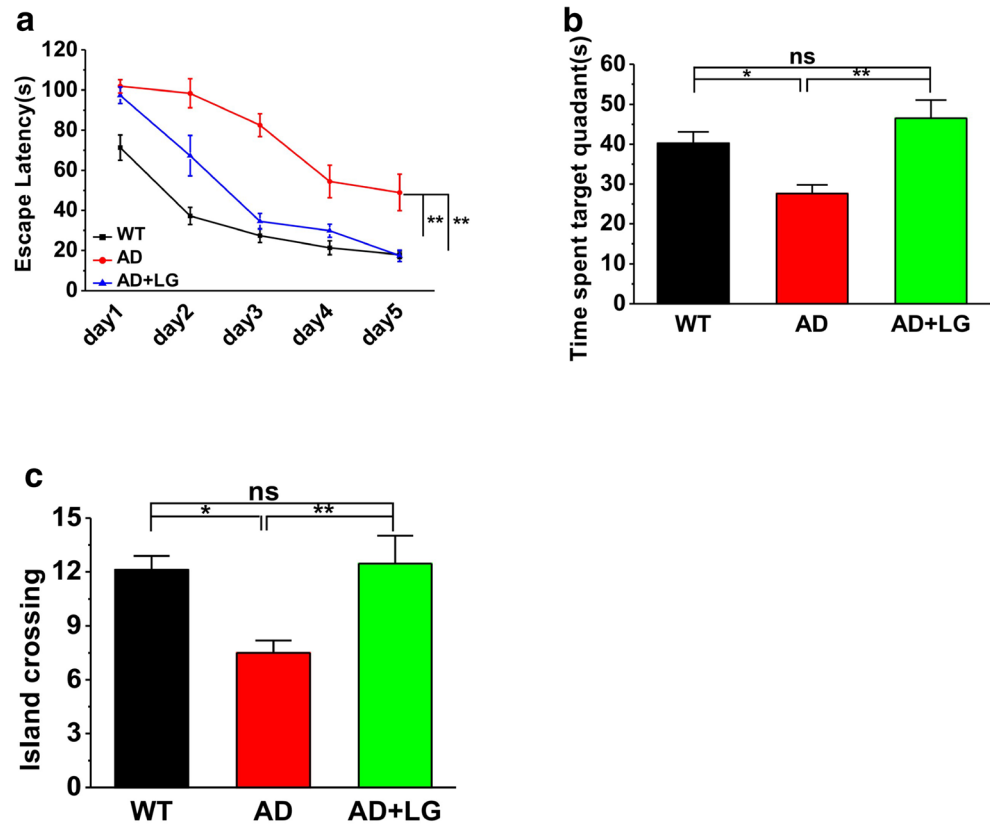 a
Escape Latency(s)
120
100
80
60
40
20
0
WT
AD
AD+LG
**
**
day1 day2 day3 day4 day5
b
Time spent target quadant(s)
60
50
40
30
20
10
0
ns
*
**
WT AD AD+LG
c
Island crossing
15
12
9
6
3
0
ns
*
**
WT AD AD+LG